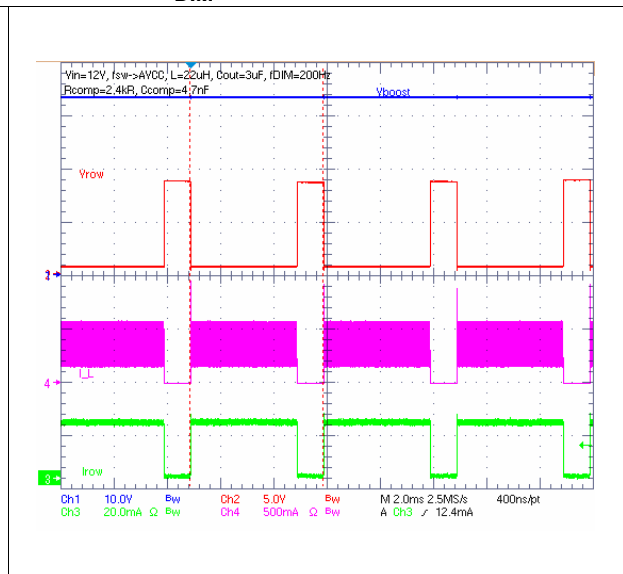 Vin=12V, fsw->AVCC, L=22uH, Cout=3uF, fDIM=200Hz
Rcomp=2.4kR, Ccomp=4.7nF
Vboost
Vrow
I_L
4
Irow
3
Ch1 10.0V Bw Ch2 5.0V Bw M 2.0ms 2.5MS/s 400ns/pt
Ch3 20.0mA Ω Bw Ch4 500mA Ω Bw A Ch3 / 12.4mA